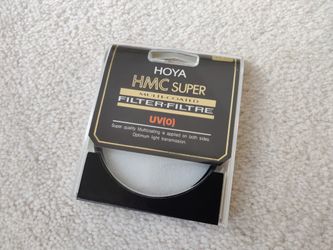 HOYA
HMC SUPER
MULTI-COATED
FILTER-FILTRE
UV(0)
Super quality Multicoating is applied on both sides.
Optimum light transmission.